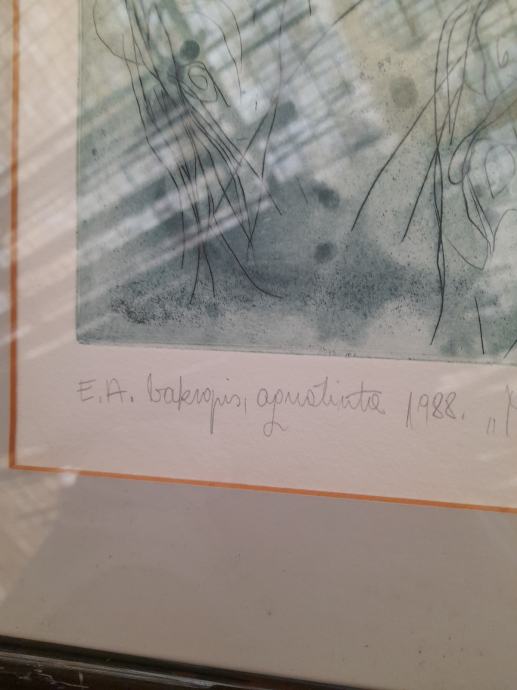 E.A. bakropis, aquatinta 1988. „